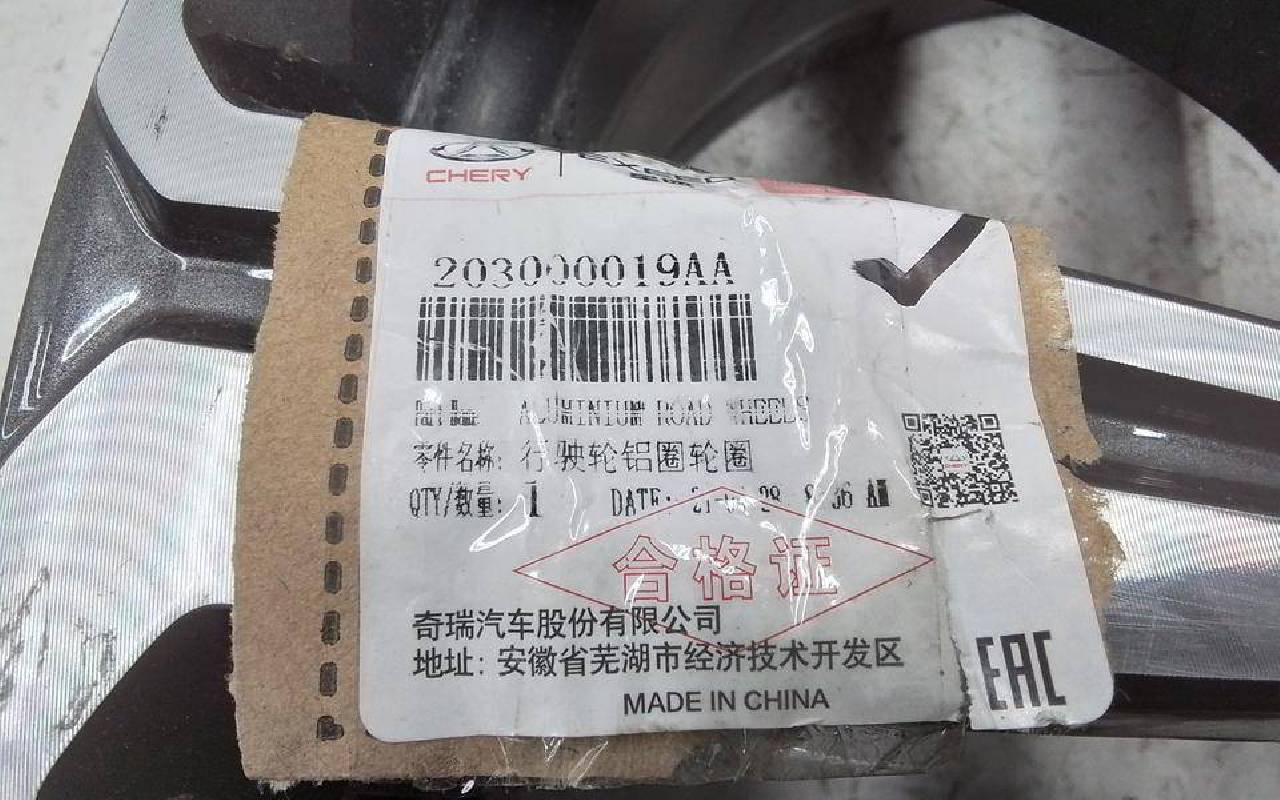 CHERY EXEED
203000019AA
ALUMINIUM ROAD WHEELS
零件名称: 行驶轮铝圈轮圈
QTY/数量: 1 DATE:
合格证
奇瑞汽车股份有限公司
地址: 安徽省芜湖市经济技术开发区
MADE IN CHINA
EAC